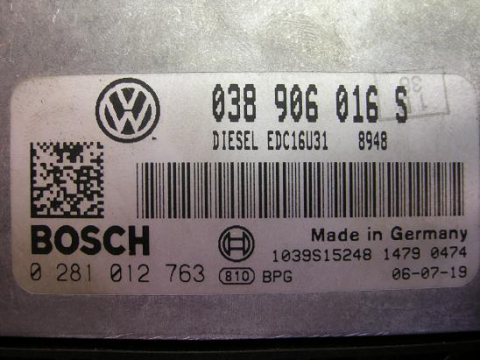 038 906 016 S
DIESEL EDC16U31 8948
BOSCH
Made in Germany
1039S15248 1479 0474
0 281 012 763
810 BPG
06-07-19